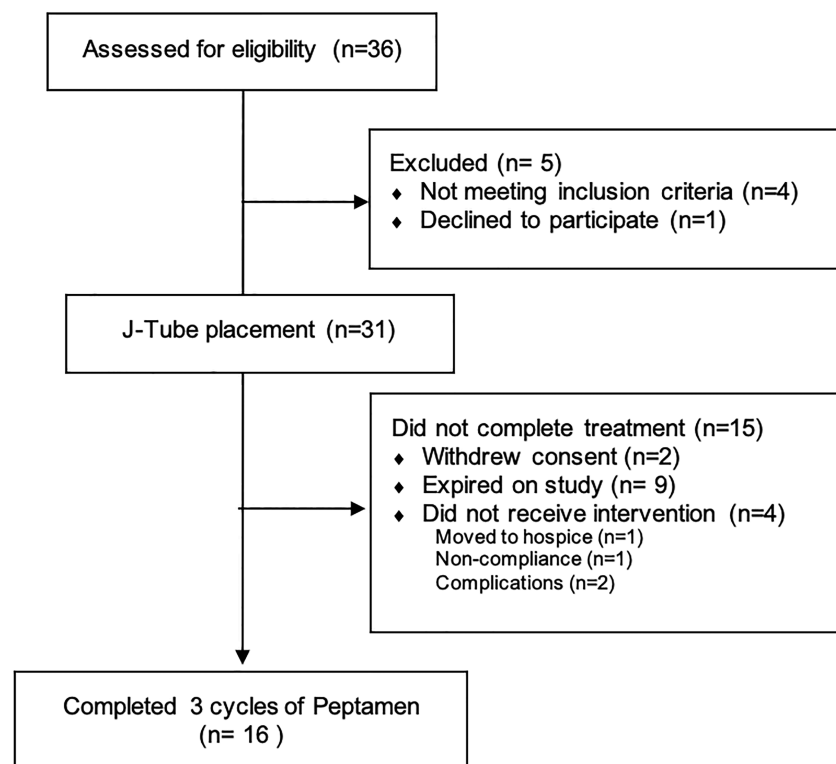 Assessed for eligibility (n=36)
Excluded (n= 5)
♦ Not meeting inclusion criteria (n=4)
♦ Declined to participate (n=1)
J-Tube placement (n=31)
Did not complete treatment (n=15)
♦ Withdrew consent (n=2)
♦ Expired on study (n= 9)
♦ Did not receive intervention (n=4)
Moved to hospice (n=1)
Non-compliance (n=1)
Complications (n=2)
Completed 3 cycles of Peptamen
(n= 16 )